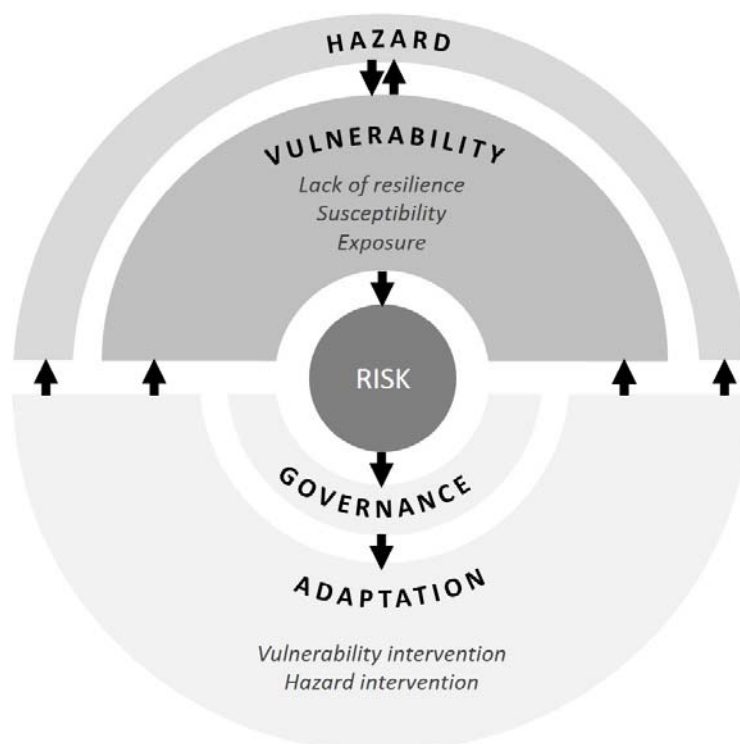 HAZARD
VULNERABILITY
Lack of resilience
Susceptibility
Exposure
RISK
GOVERNANCE
ADAPTATION
Vulnerability intervention
Hazard intervention